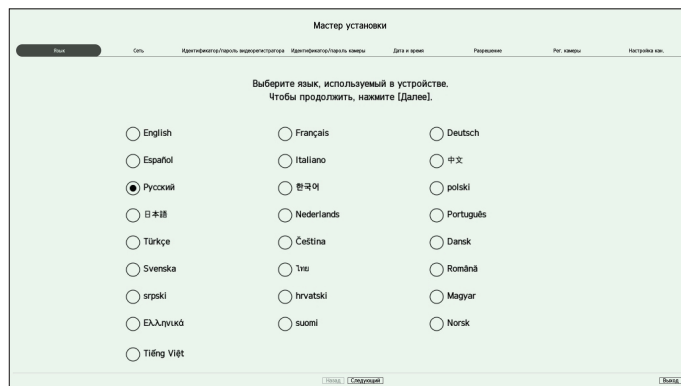 Мастер установки
Язык Сеть Идентификатор/пароль видеорегистратора Идентификатор/пароль камеры Дата и время Разрешение Рег. камеры Настройка кан.
Выберите язык, используемый в устройстве.
Чтобы продолжить, нажмите [Далее].
English Français Deutsch
Español Italiano 中文
Русский 한국어 polski
日本語 Nederlands Português
Türkçe Čeština Dansk
Svenska ไทย Română
srpski hrvatski Magyar
Ελληνικά suomi Norsk
Tiếng Việt
Назад Следующий Выход